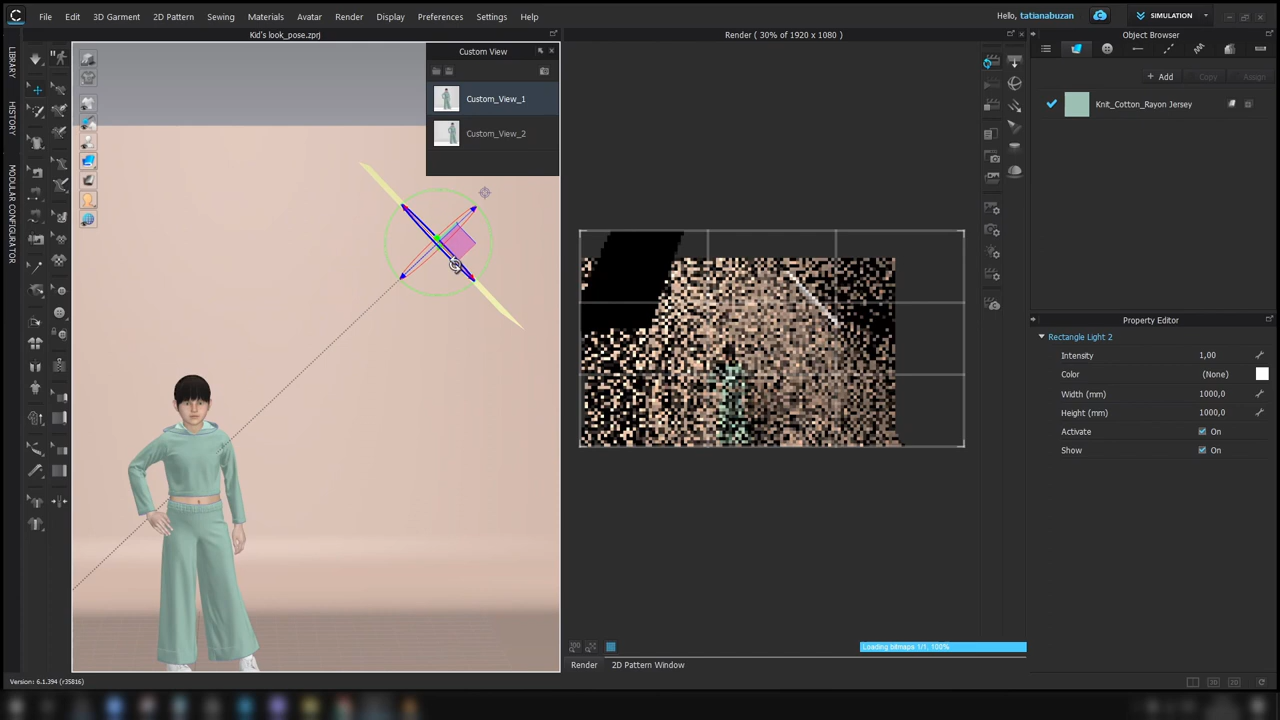 File Edit 3D Garment 2D Pattern Sewing Materials Avatar Render Display Preferences Settings Help
Hello, tatianabuzan
SIMULATION
Kid's look_pose.zprj
Render ( 30% of 1920 x 1080 )
Object Browser
LIBRARY
HISTORY
MODULAR CONFIGURATOR
Custom View
Custom_View_1
Custom_View_2
+ Add Copy Assign
Knit_Cotton_Rayon Jersey
Property Editor
Rectangle Light 2
Intensity 1,00
Color (None)
Width (mm) 1000,0
Height (mm) 1000,0
Activate On
Show On
Loading bitmaps 1/1, 100%
Render 2D Pattern Window
Version: 6.1.394 (r35816)
3D 2D